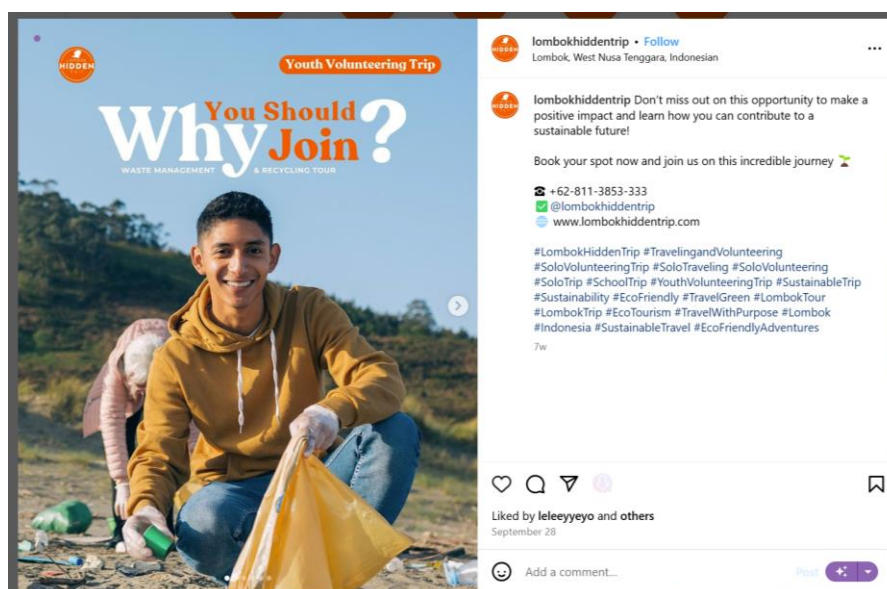 HIDDEN
Youth Volunteering Trip
Why You Should Join?
WASTE MANAGEMENT & RECYCLING TOUR
HIDDEN
lombokhiddentrip • Follow
Lombok, West Nusa Tenggara, Indonesian
HIDDEN
lombokhiddentrip Don't miss out on this opportunity to make a
positive impact and learn how you can contribute to a
sustainable future!
Book your spot now and join us on this incredible journey 🌱
☎ +62-811-3853-333
✅ @lombokhiddentrip
🌐 www.lombokhiddentrip.com
#LombokHiddenTrip #TravelingandVolunteering
#SoloVolunteeringTrip #SoloTraveling #SoloVolunteering
#SoloTrip #SchoolTrip #YouthVolunteeringTrip #SustainableTrip
#Sustainability #EcoFriendly #TravelGreen #LombokTour
#LombokTrip #EcoTourism #TravelWithPurpose #Lombok
#Indonesia #SustainableTravel #EcoFriendlyAdventures
7w
Liked by leleeyyeyo and others
September 28
Add a comment...
Post